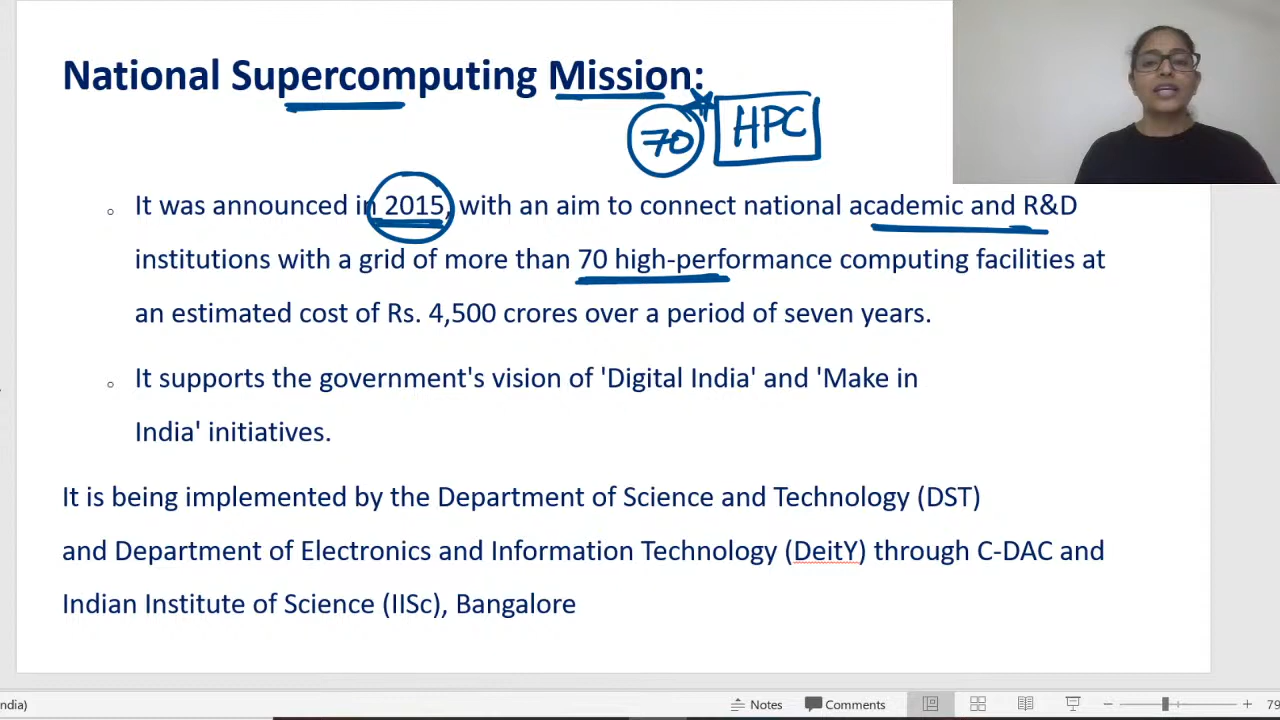 National Supercomputing Mission:
70 HPC
It was announced in 2015, with an aim to connect national academic and R&D
institutions with a grid of more than 70 high-performance computing facilities at
an estimated cost of Rs. 4,500 crores over a period of seven years.
It supports the government's vision of 'Digital India' and 'Make in
India' initiatives.
It is being implemented by the Department of Science and Technology (DST)
and Department of Electronics and Information Technology (DeitY) through C-DAC and
Indian Institute of Science (IISc), Bangalore
ndia) Notes Comments 79